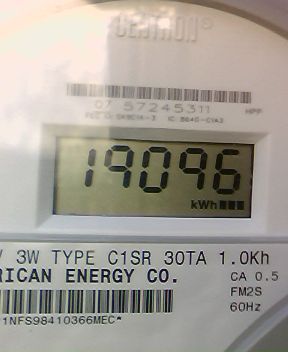 CENTRON®
07 57245311
HPP
19096
kWh
V 3W TYPE C1SR 30TA 1.0Kh
RICAN ENERGY CO.
CA 0.5
FM2S
60Hz
1NFS98410366MEC*